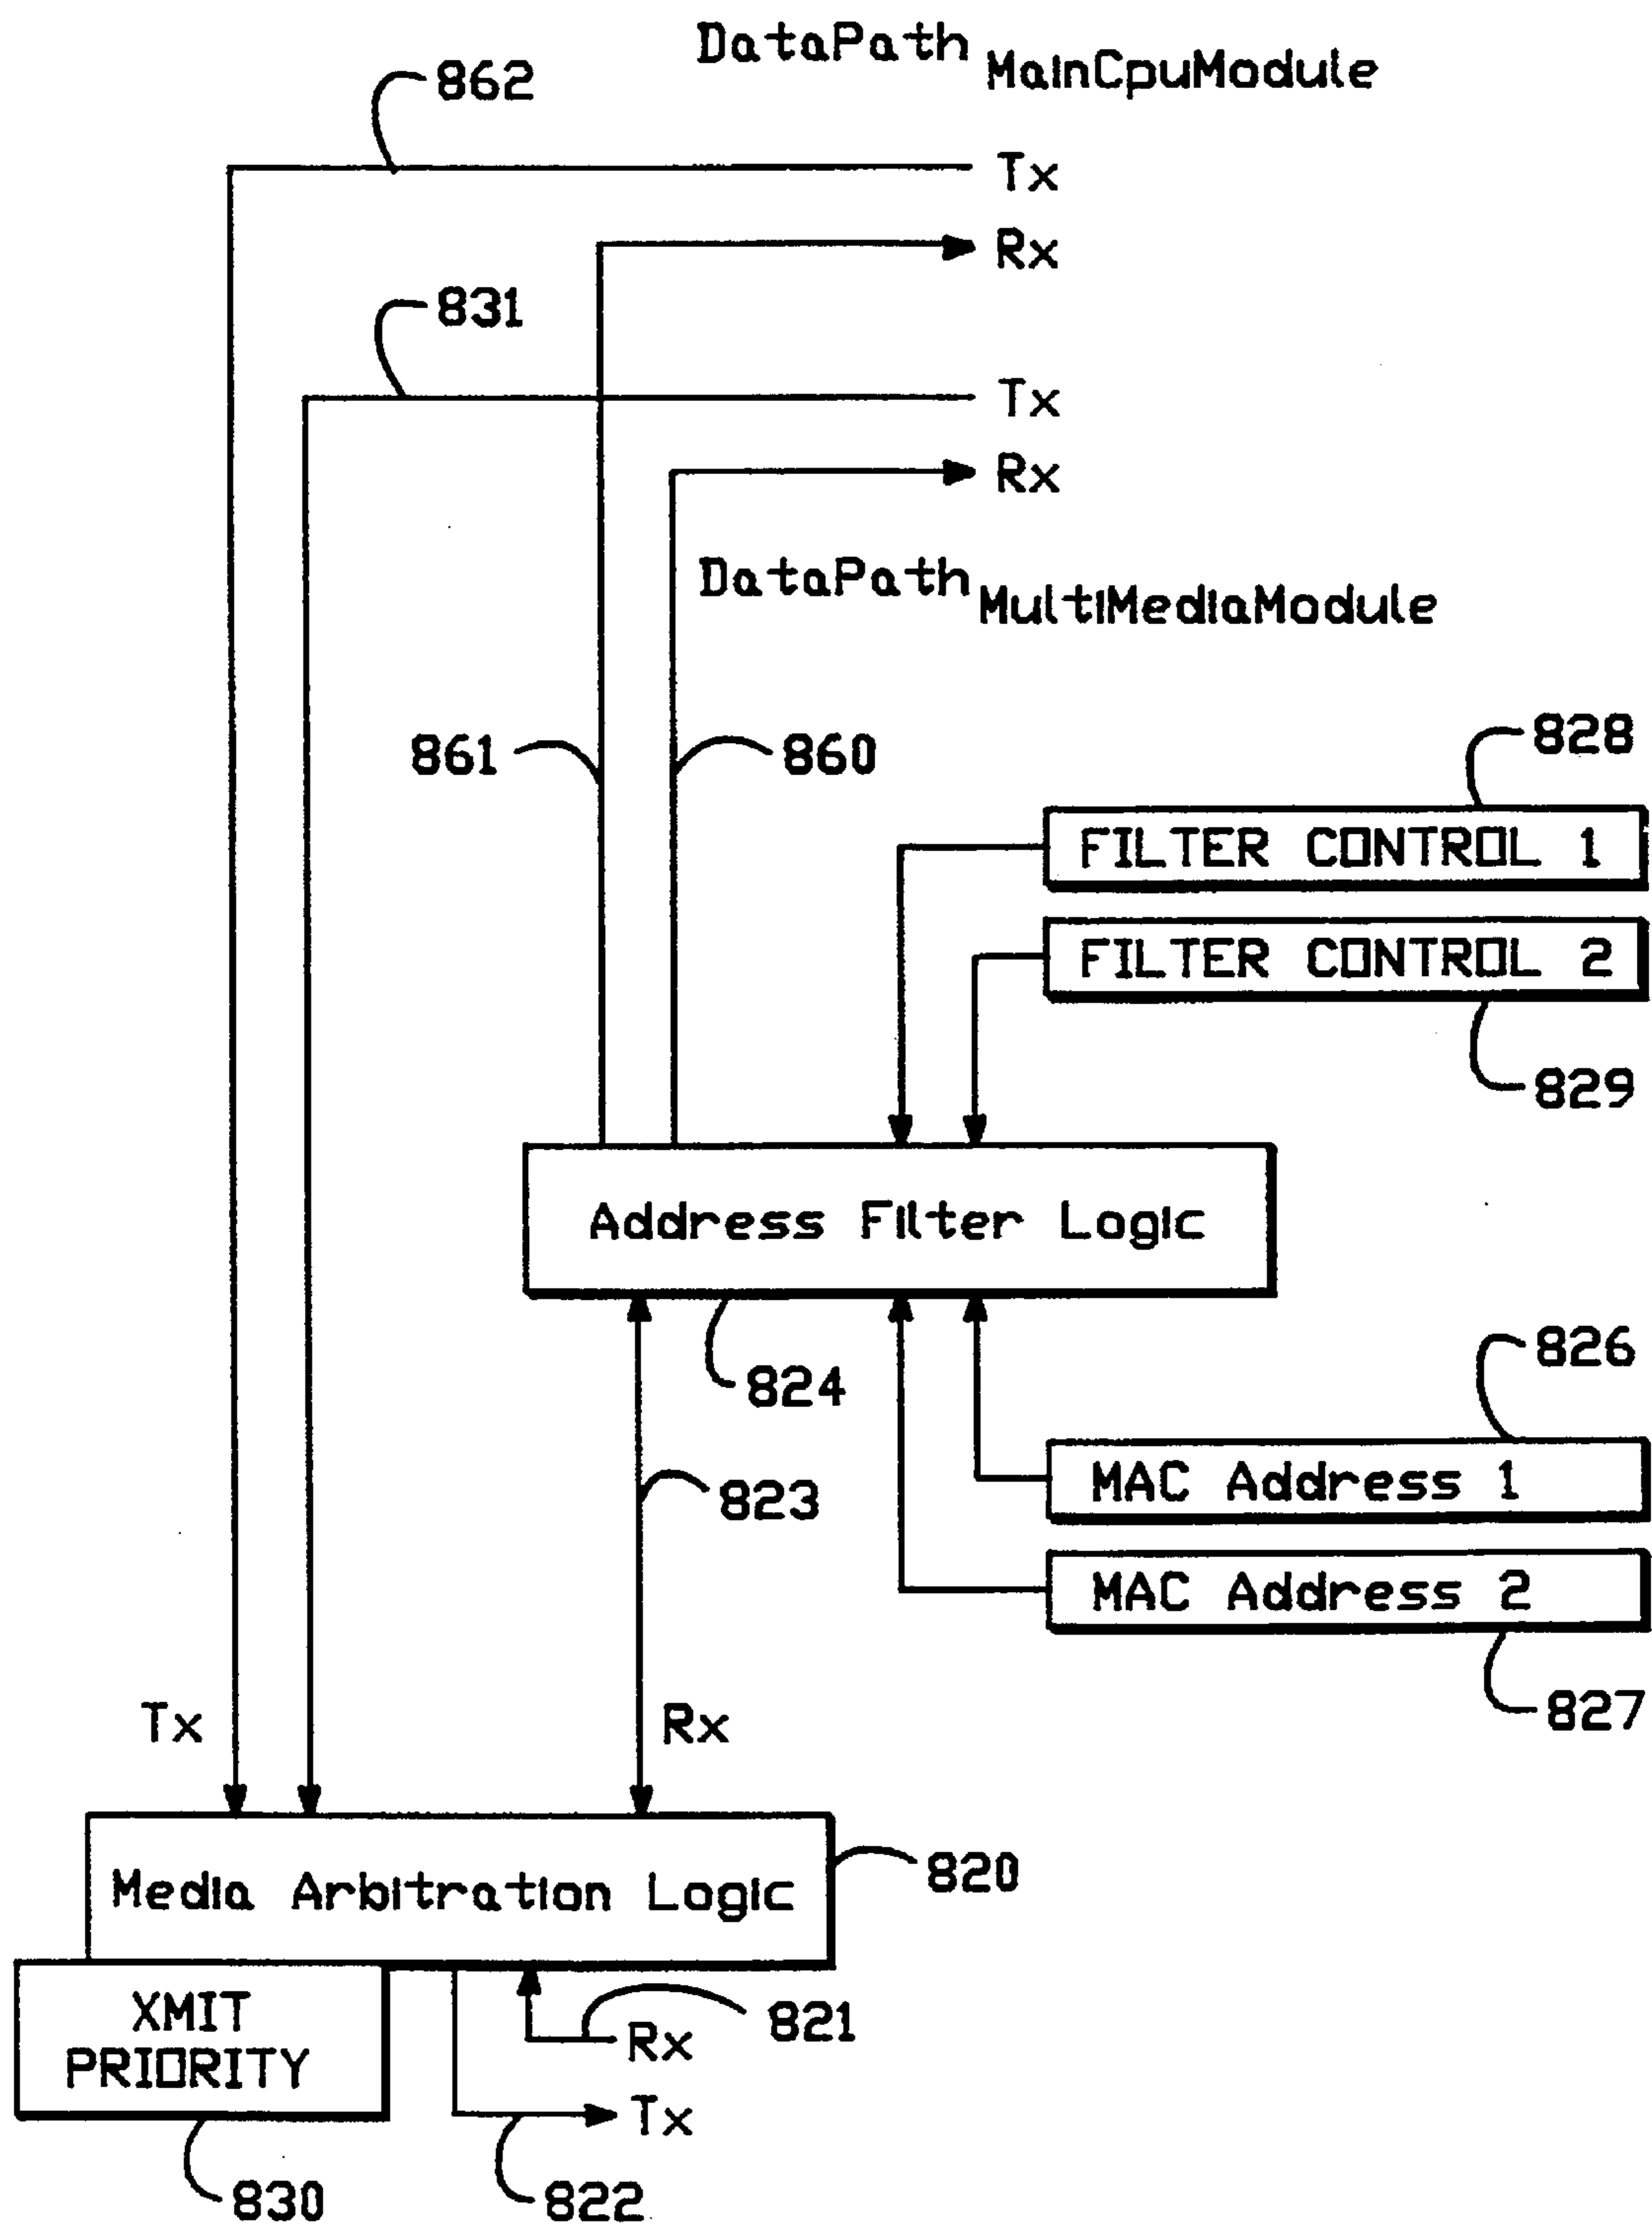 DataPath MainCpuModule
862
Tx
Rx
831
Tx
Rx
DataPath MultiMediaModule
861
860
828
FILTER CONTROL 1
FILTER CONTROL 2
829
Address Filter Logic
824
826
823
MAC Address 1
MAC Address 2
827
Tx
Rx
820
Media Arbitration Logic
XMIT
PRIORITY
821
Rx
Tx
830
822